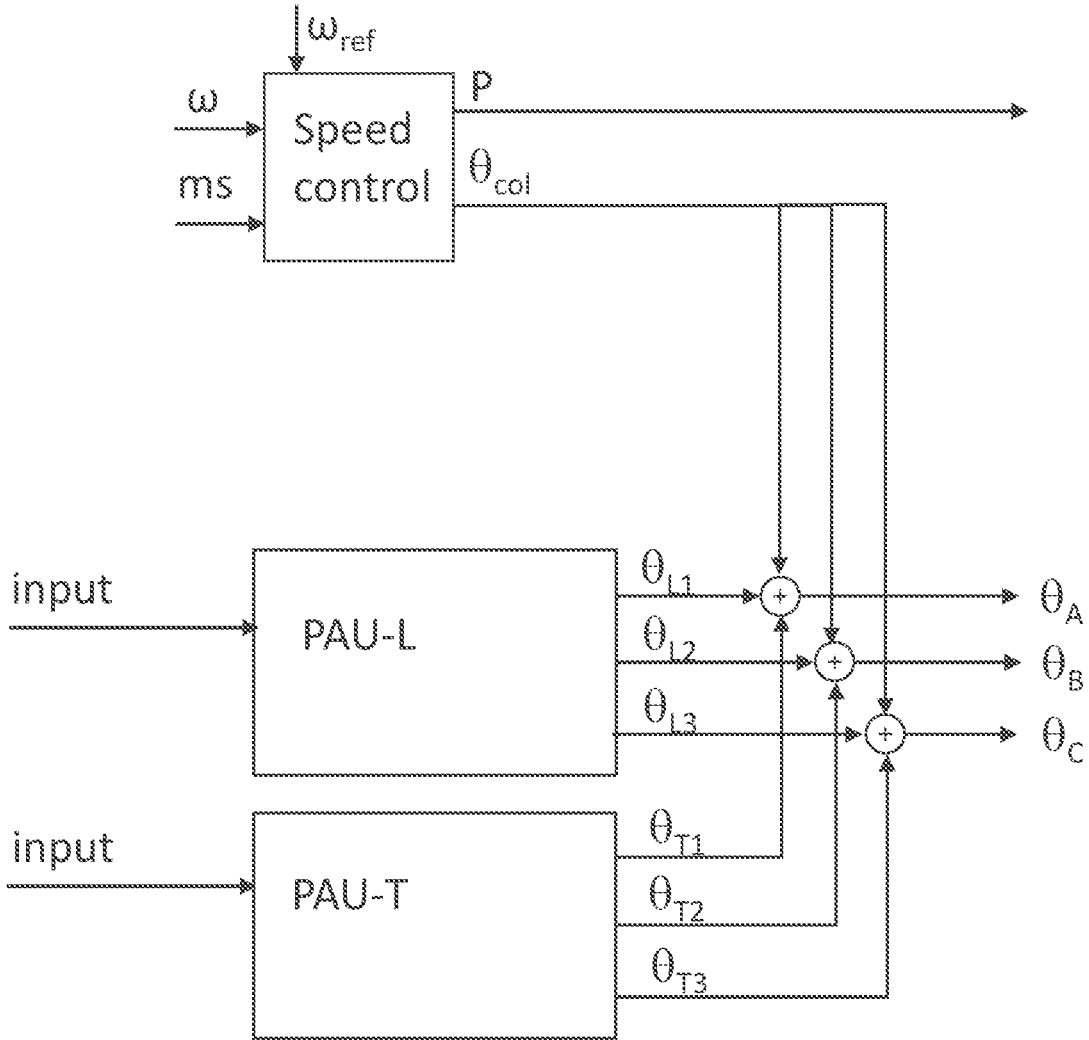 ω_ref
ω
P
Speed
control
ms
θ_col
input
PAU-L
θ_L1
+
θ_A
θ_L2
+
θ_B
θ_L3
+
θ_C
input
PAU-T
θ_T1
θ_T2
θ_T3